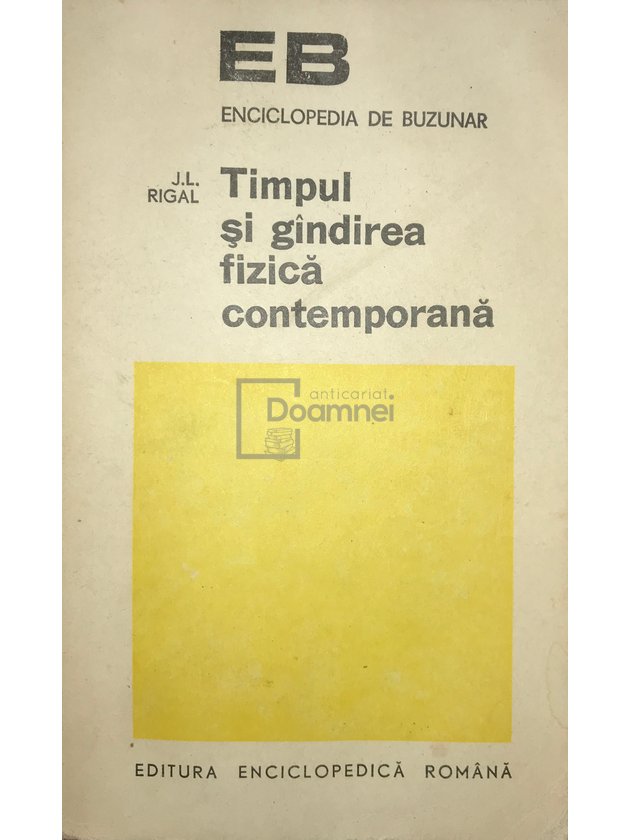 EB
ENCICLOPEDIA DE BUZUNAR
J.L.
RIGAL
Timpul
și gîndirea
fizică
contemporană
anticariat
Doamnei
EDITURA ENCICLOPEDICĂ ROMÂNĂ